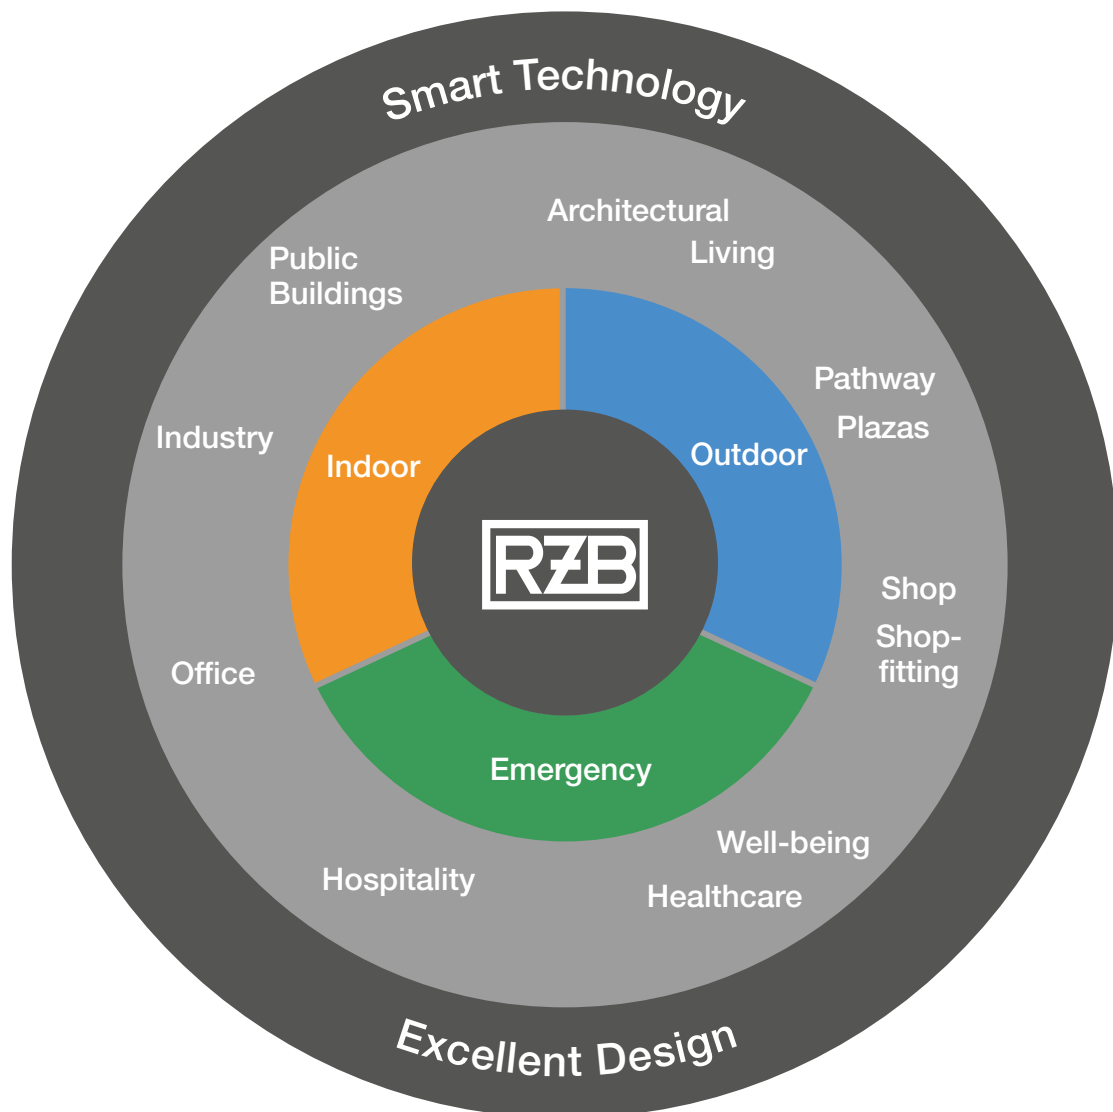 Smart Technology
Architectural
Living
Public
Buildings
Pathway
Plazas
Industry
Indoor
Outdoor
RZB
Shop
Shop-
fitting
Office
Emergency
Well-being
Hospitality
Healthcare
Excellent Design